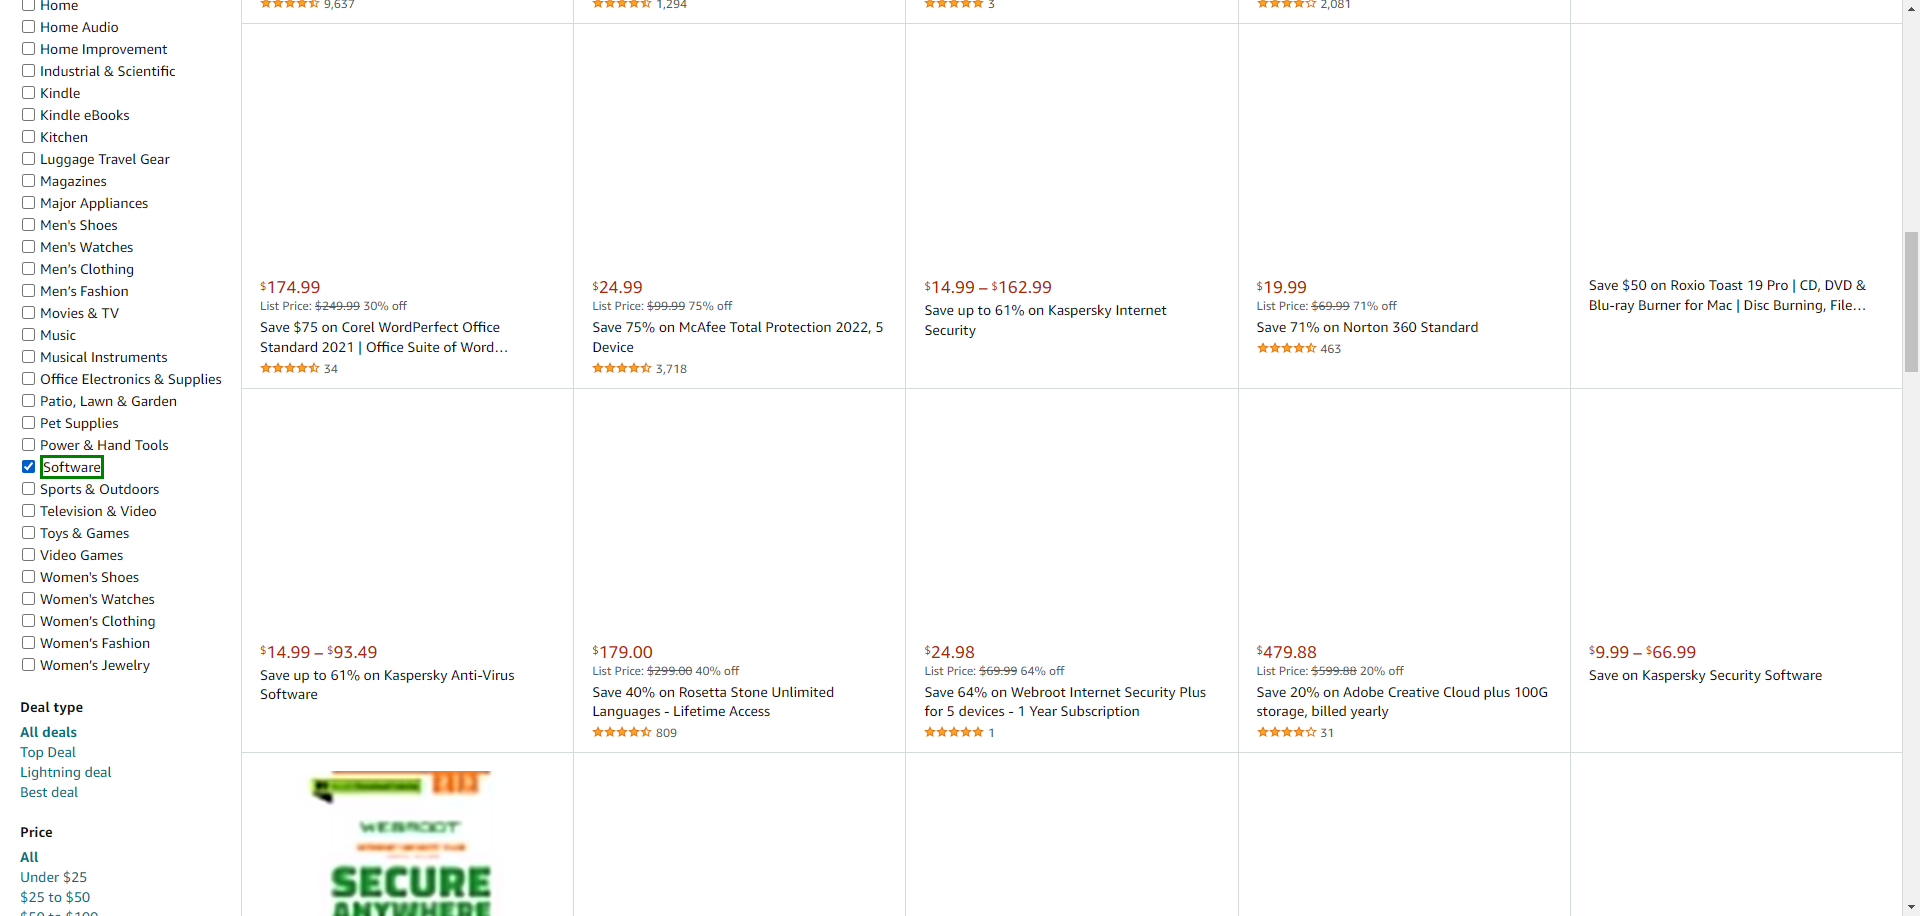 Home
Home Audio
Home Improvement
Industrial & Scientific
Kindle
Kindle eBooks
Kitchen
Luggage Travel Gear
Magazines
Major Appliances
Men's Shoes
Men's Watches
Men's Clothing
Men's Fashion
Movies & TV
Music
Musical Instruments
Office Electronics & Supplies
Patio, Lawn & Garden
Pet Supplies
Power & Hand Tools
Software
Sports & Outdoors
Television & Video
Toys & Games
Video Games
Women's Shoes
Women's Watches
Women's Clothing
Women's Fashion
Women's Jewelry
Deal type
All deals
Top Deal
Lightning deal
Best deal
Price
All
Under $25
$25 to $50
$50 to $100
9,637
1,294
3
2,081
$174.99
List Price: $249.99 30% off
Save $75 on Corel WordPerfect Office
Standard 2021 | Office Suite of Word…
34
$24.99
List Price: $99.99 75% off
Save 75% on McAfee Total Protection 2022, 5
Device
3,718
$14.99 – $162.99
Save up to 61% on Kaspersky Internet
Security
$19.99
List Price: $69.99 71% off
Save 71% on Norton 360 Standard
463
Save $50 on Roxio Toast 19 Pro | CD, DVD &
Blu-ray Burner for Mac | Disc Burning, File…
$14.99 – $93.49
Save up to 61% on Kaspersky Anti-Virus
Software
$179.00
List Price: $299.00 40% off
Save 40% on Rosetta Stone Unlimited
Languages - Lifetime Access
809
$24.98
List Price: $69.99 64% off
Save 64% on Webroot Internet Security Plus
for 5 devices - 1 Year Subscription
1
$479.88
List Price: $599.88 20% off
Save 20% on Adobe Creative Cloud plus 100G
storage, billed yearly
31
$9.99 – $66.99
Save on Kaspersky Security Software
WEBROOT
SECURE
ANYWHERE